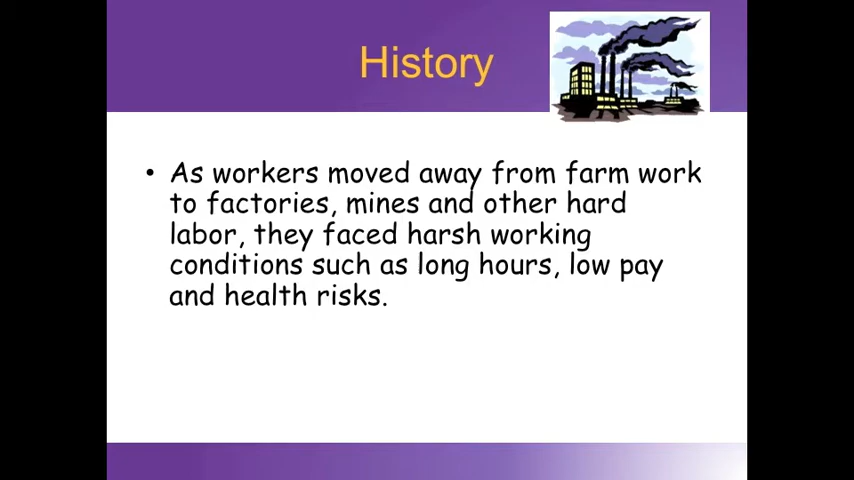 History
• As workers moved away from farm work
to factories, mines and other hard
labor, they faced harsh working
conditions such as long hours, low pay
and health risks.